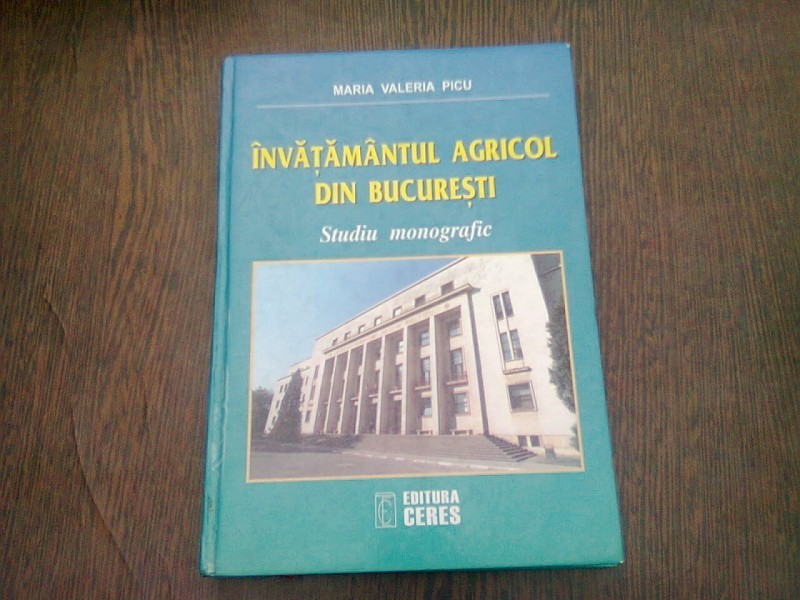 MARIA VALERIA PICU
ÎNVĂȚĂMÂNTUL AGRICOL
DIN BUCUREȘTI
Studiu monografic
EDITURA
CERES